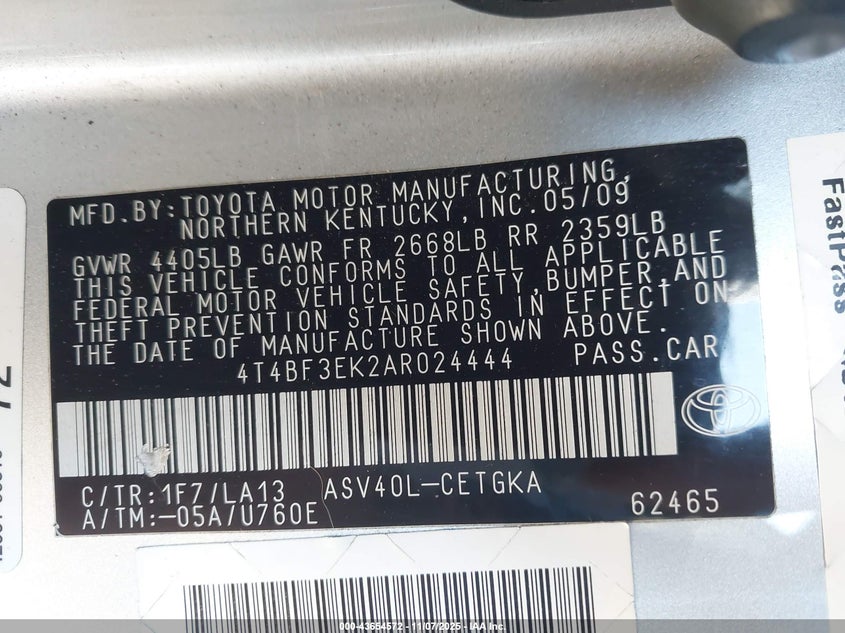 MFD.BY:TOYOTA MOTOR MANUFACTURING,
NORTHERN KENTUCKY,INC.05/09
GVWR 4405LB GAWR FR 2668LB RR 2359LB
THIS VEHICLE CONFORMS TO ALL APPLICABLE
FEDERAL MOTOR VEHICLE SAFETY,BUMPER,AND
THEFT PREVENTION STANDARDS IN EFFECT ON
THE DATE OF MANUFACTURE SHOWN ABOVE.
4T4BF3EK2AR024444 PASS.CAR
C/TR:1F7/LA13 ASV40L-CETGKA
A/TM:-05A/U760E 62465
FastPass
000-43654572 — 11/07/2025 — IAA Inc.